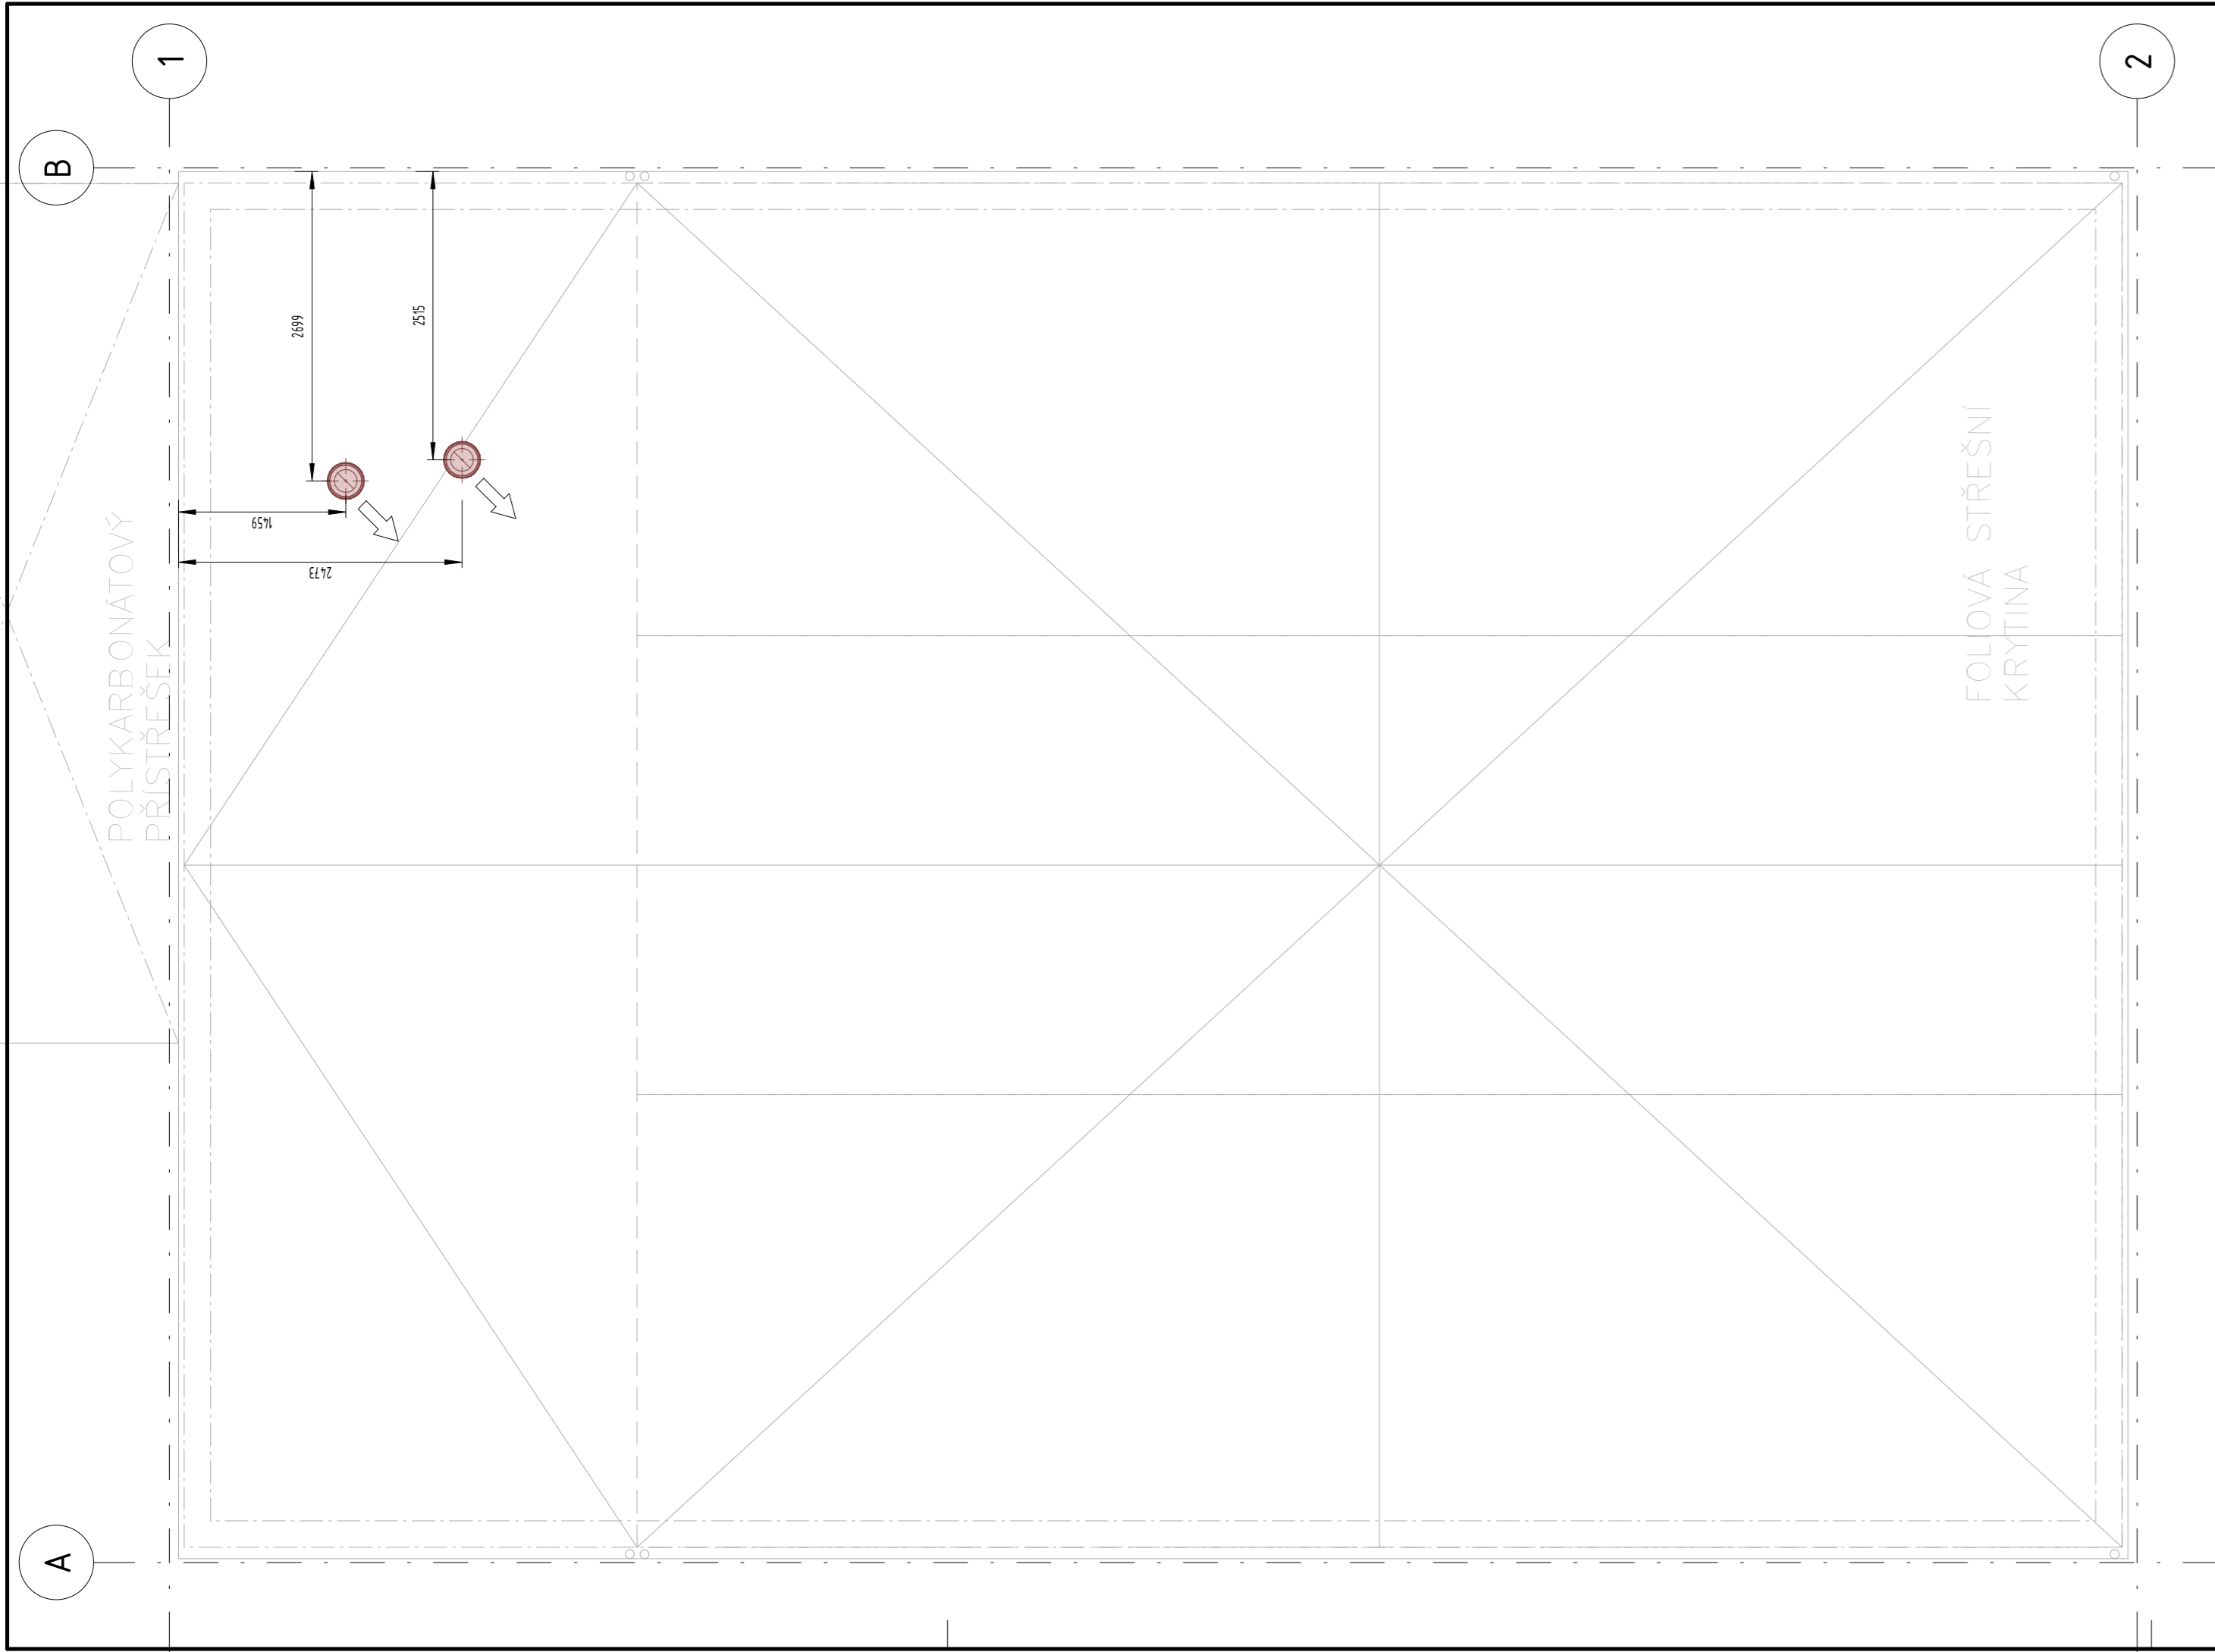 1
2
B
2699
2515
1459
2473
POLYKARBONÁTOVÝ
PŘÍSTŘEŠEK
FOLIOVÁ STŘEŠNÍ
KRYTINA
A